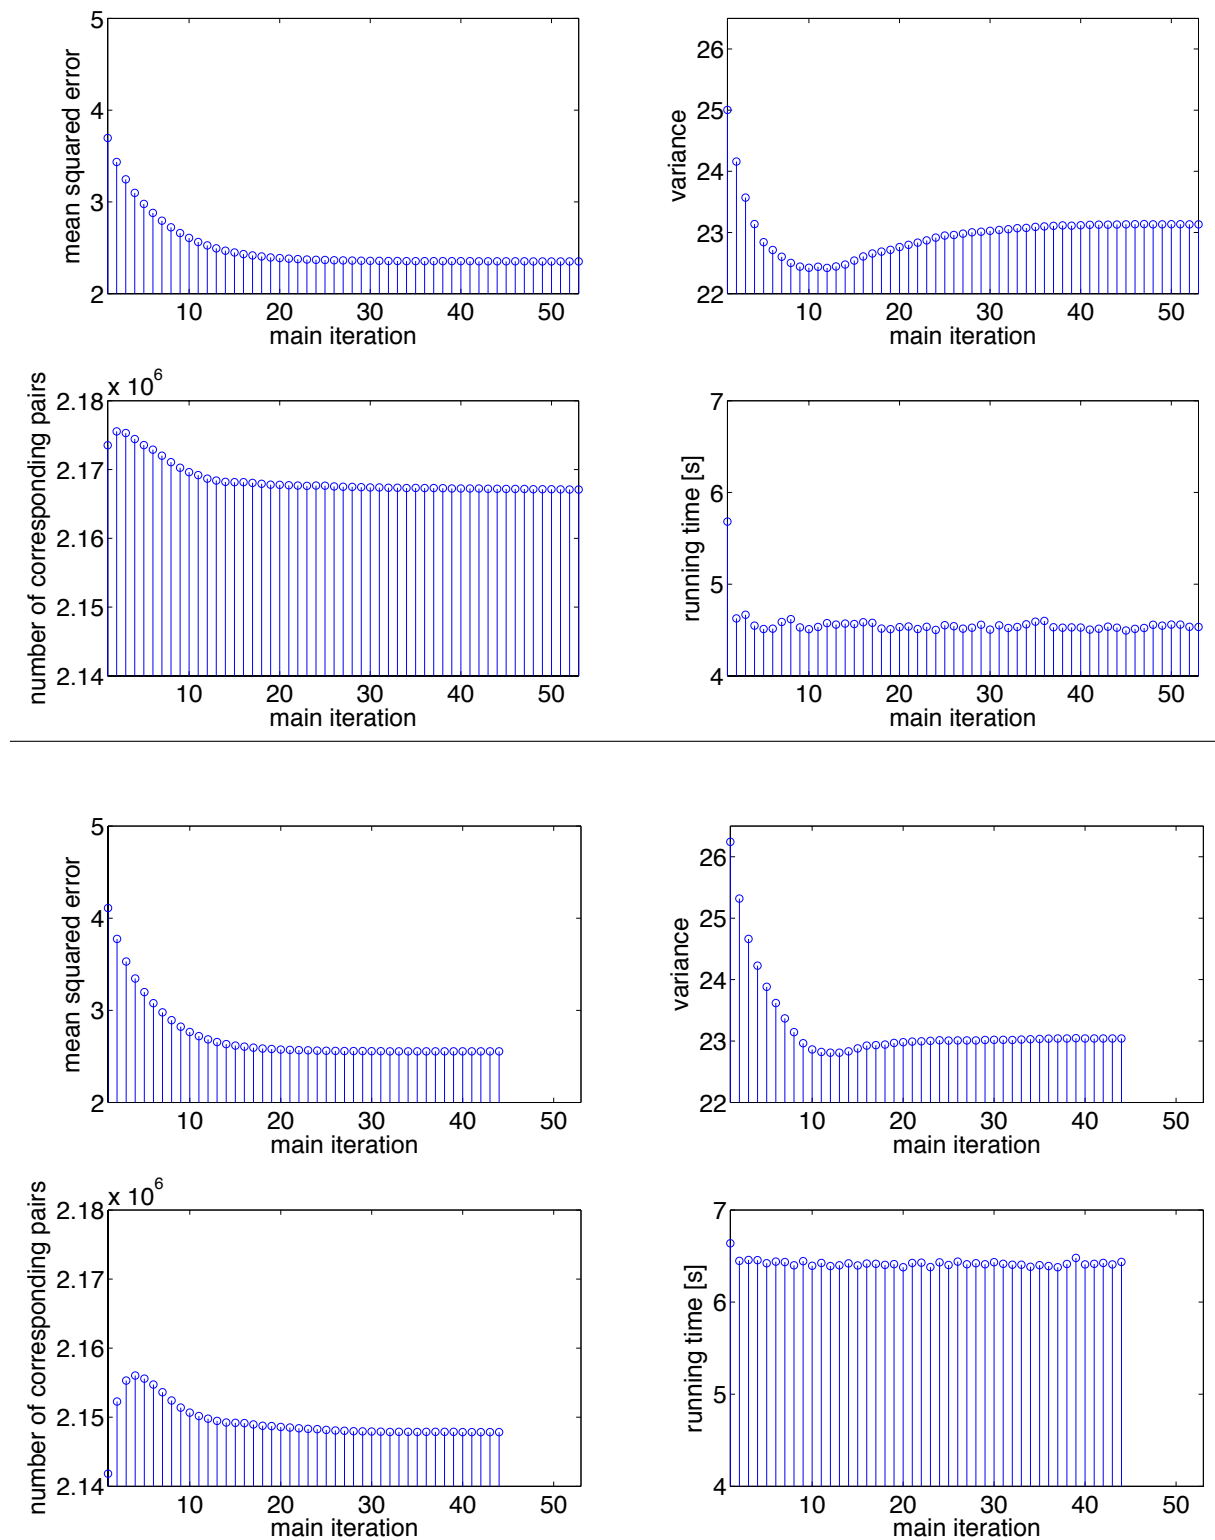 5
4
3
2
mean squared error
10 20 30 40 50
main iteration
26
25
24
23
22
variance
10 20 30 40 50
main iteration
x 10^6
2.18
2.17
2.16
2.15
2.14
number of corresponding pairs
10 20 30 40 50
main iteration
7
6
5
4
running time [s]
10 20 30 40 50
main iteration
5
4
3
2
mean squared error
10 20 30 40 50
main iteration
26
25
24
23
22
variance
10 20 30 40 50
main iteration
x 10^6
2.18
2.17
2.16
2.15
2.14
number of corresponding pairs
10 20 30 40 50
main iteration
7
6
5
4
running time [s]
10 20 30 40 50
main iteration